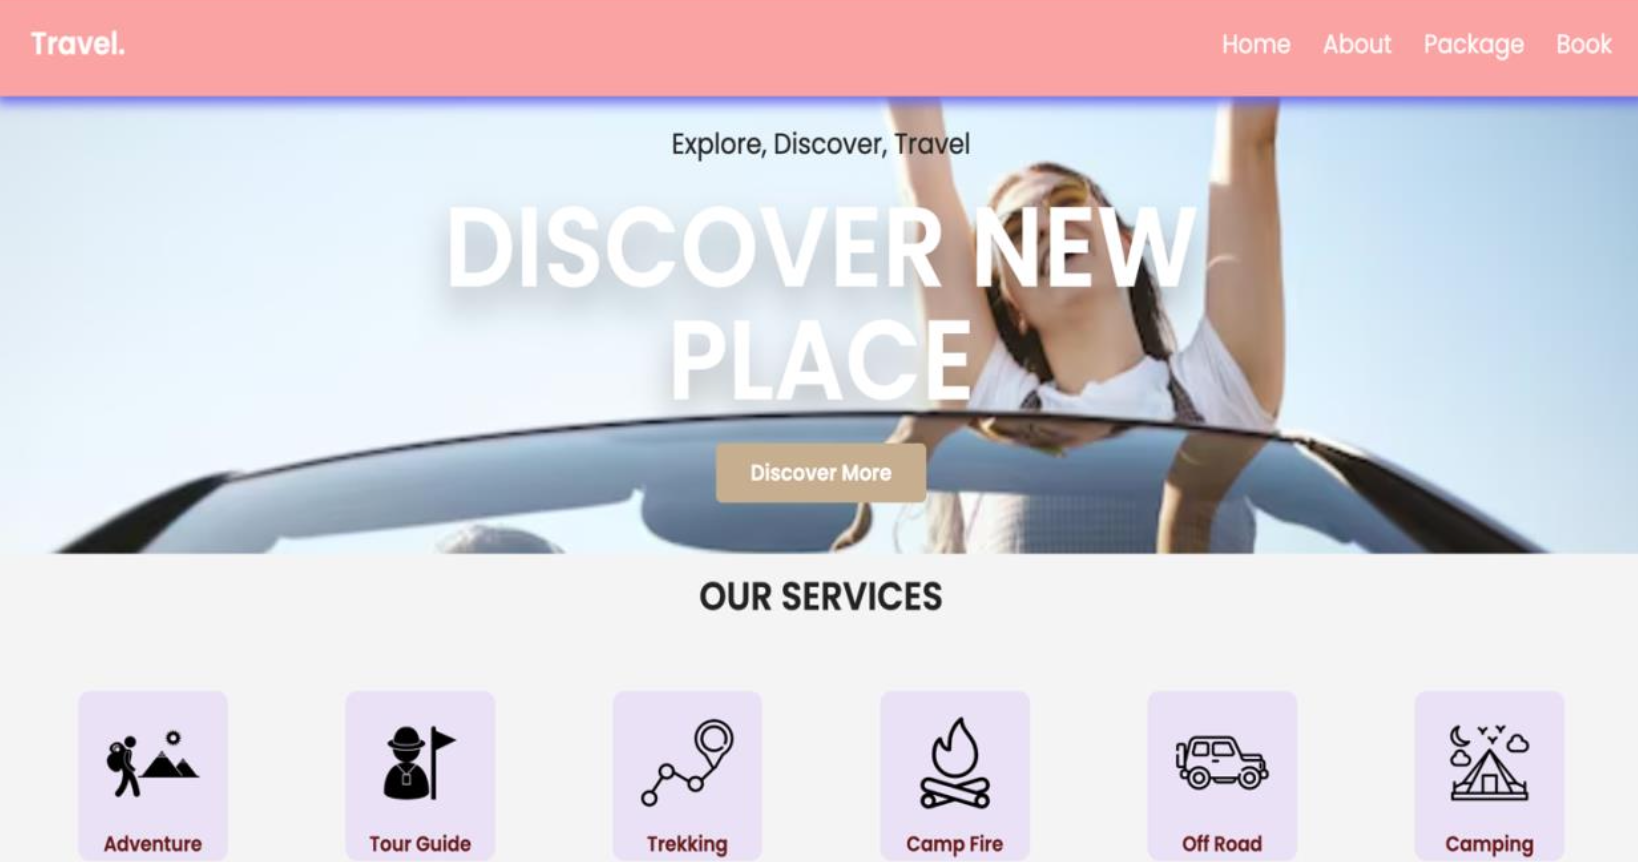 Travel.
Home About Package Book
Explore, Discover, Travel
DISCOVER NEW
PLACE
Discover More
OUR SERVICES
Adventure
Tour Guide
Trekking
Camp Fire
Off Road
Camping